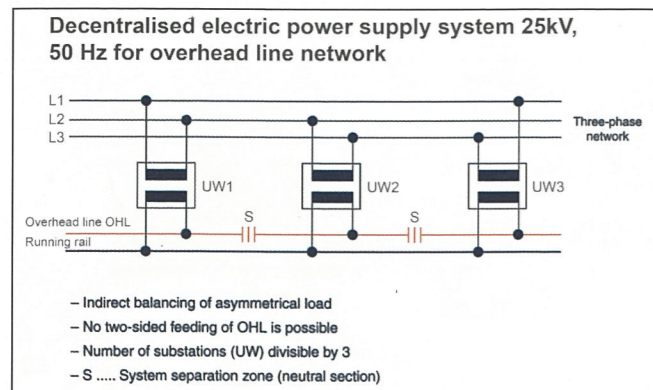 Decentralised electric power supply system 25kV,
50 Hz for overhead line network
L1
L2
L3
Three-phase
network
UW1
UW2
UW3
Overhead line OHL
S
S
Running rail
– Indirect balancing of asymmetrical load
– No two-sided feeding of OHL is possible
– Number of substations (UW) divisible by 3
– S ..... System separation zone (neutral section)